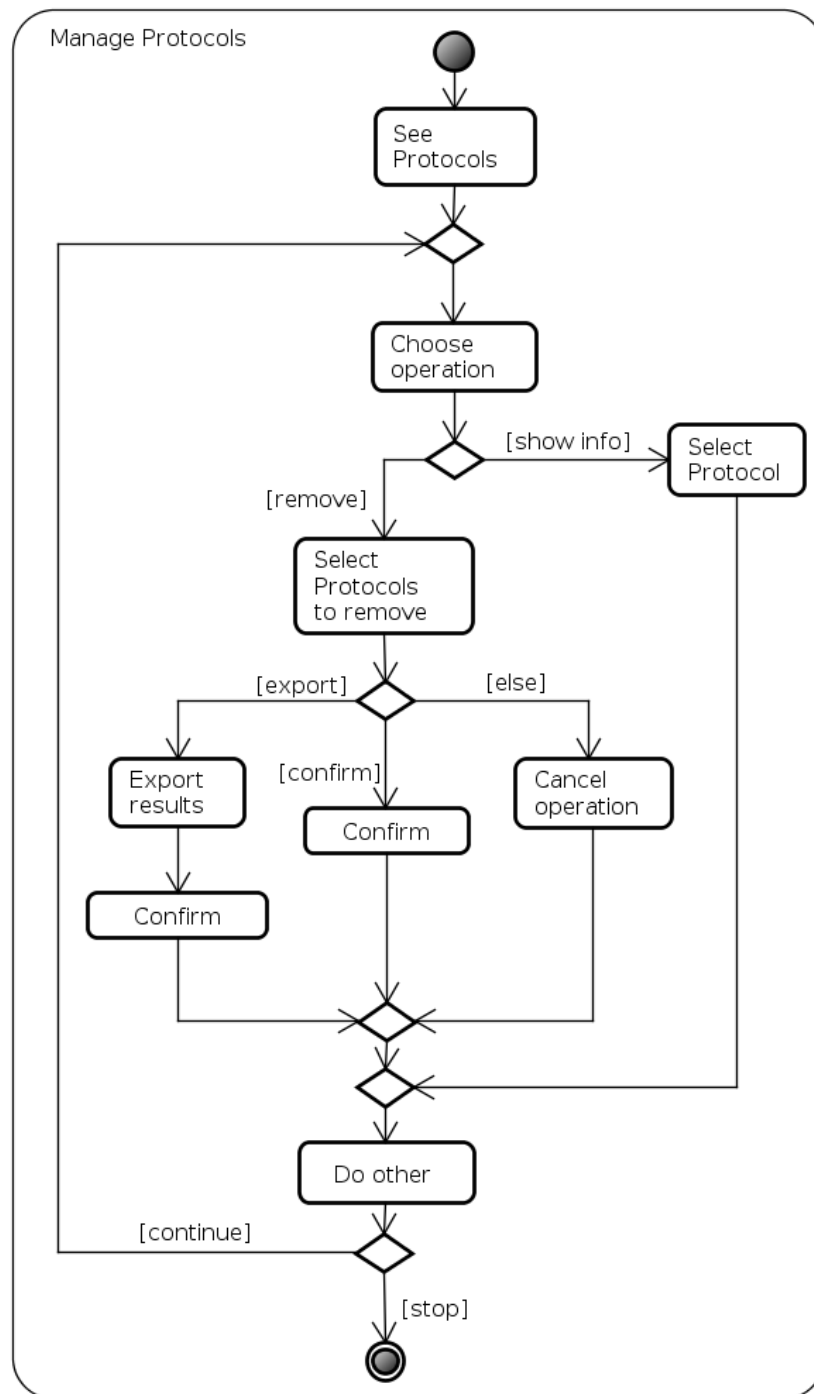 Manage Protocols
See
Protocols
Choose
operation
[show info]
Select
Protocol
[remove]
Select
Protocols
to remove
[export]
[else]
[confirm]
Export
results
Cancel
operation
Confirm
Confirm
Do other
[continue]
[stop]